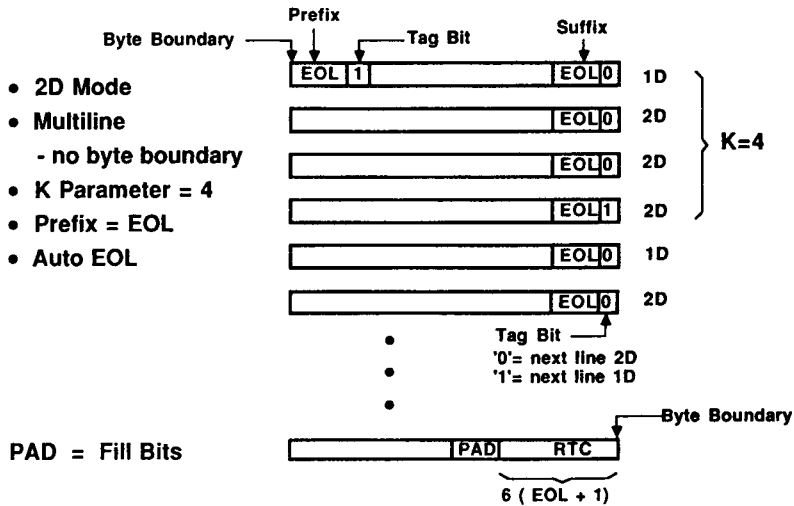 Prefix
Byte Boundary
Tag Bit
Suffix
EOL 1 EOL 0 1D
• 2D Mode
EOL 0 2D
• Multiline
- no byte boundary
EOL 0 2D
K=4
• K Parameter = 4
EOL 1 2D
• Prefix = EOL
• Auto EOL
EOL 0 1D
EOL 0 2D
Tag Bit
'0'= next line 2D
'1'= next line 1D
Byte Boundary
PAD = Fill Bits
PAD RTC
6 ( EOL + 1)